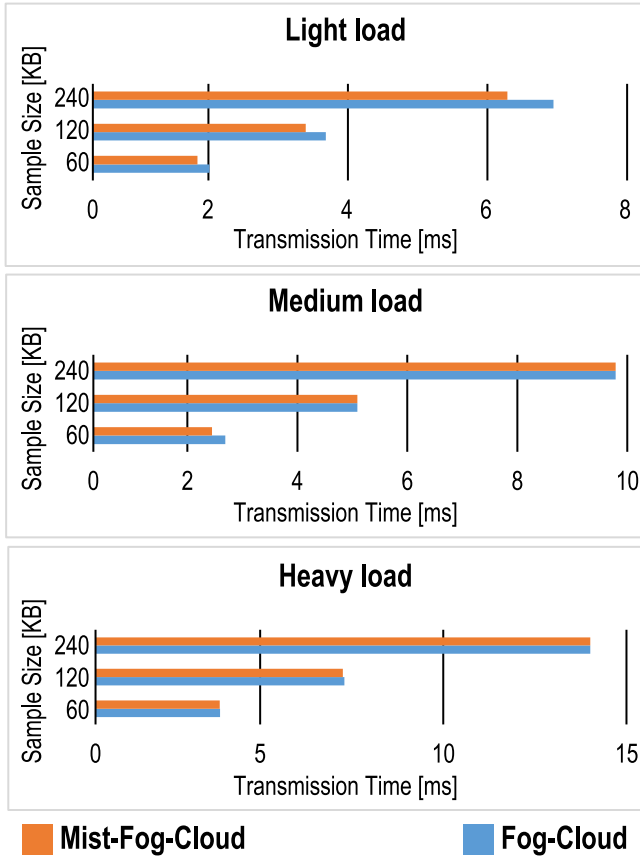 Light load
Sample Size [KB]
240
120
60
0 2 4 6 8
Transmission Time [ms]
Medium load
Sample Size [KB]
240
120
60
0 2 4 6 8 10
Transmission Time [ms]
Heavy load
Sample Size [KB]
240
120
60
0 5 10 15
Transmission Time [ms]
Mist-Fog-Cloud Fog-Cloud